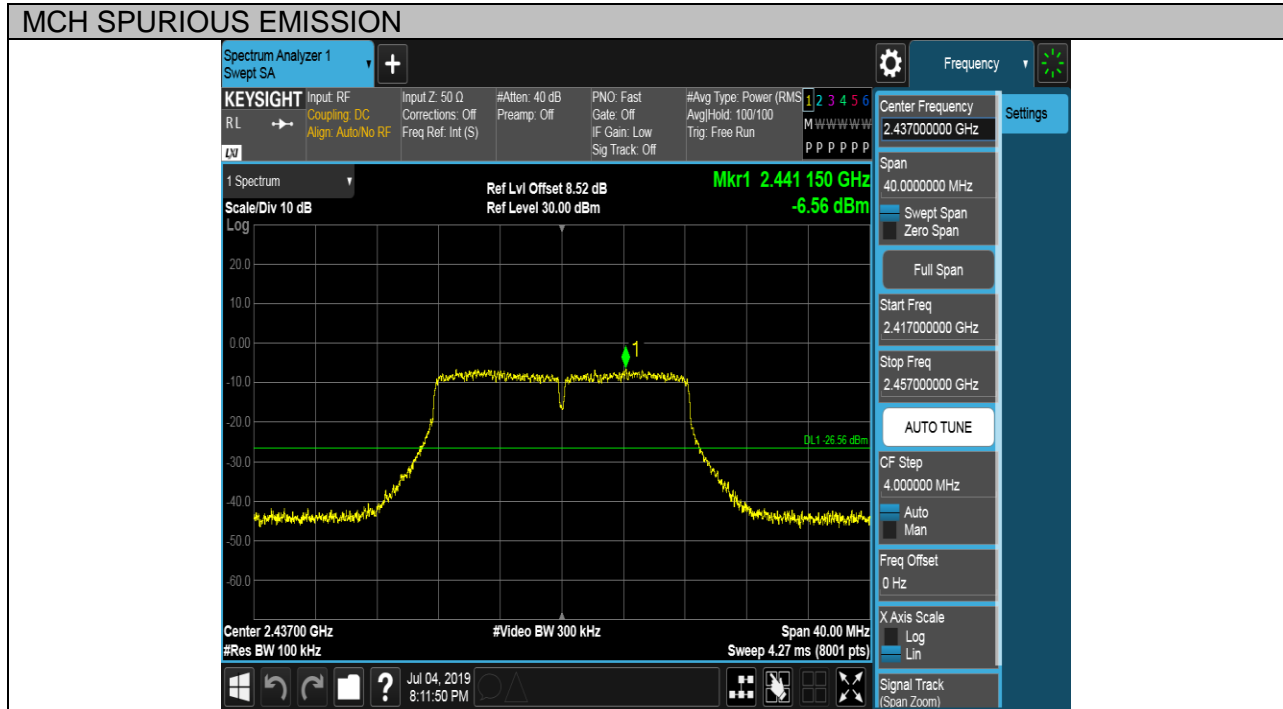 MCH SPURIOUS EMISSION
Spectrum Analyzer 1
Swept SA
+
Frequency
KEYSIGHT
RL
LXI
Input: RF
Coupling: DC
Align: Auto/No RF
Input Z: 50 Ω
Corrections: Off
Freq Ref: Int (S)
#Atten: 40 dB
Preamp: Off
PNO: Fast
Gate: Off
IF Gain: Low
Sig Track: Off
#Avg Type: Power (RMS
Avg|Hold: 100/100
Trig: Free Run
1 2 3 4 5 6
M W W W W W
P P P P P P
1 Spectrum
Scale/Div 10 dB
Ref Lvl Offset 8.52 dB
Ref Level 30.00 dBm
Mkr1 2.441 150 GHz
-6.56 dBm
Log
20.0
10.0
0.00
-10.0
-20.0
-30.0
-40.0
-50.0
-60.0
1
DL1 -26.56 dBm
Center 2.43700 GHz
#Res BW 100 kHz
#Video BW 300 kHz
Span 40.00 MHz
Sweep 4.27 ms (8001 pts)
?
Jul 04, 2019
8:11:50 PM
Center Frequency
2.437000000 GHz
Span
40.0000000 MHz
Swept Span
Zero Span
Full Span
Start Freq
2.417000000 GHz
Stop Freq
2.457000000 GHz
AUTO TUNE
CF Step
4.000000 MHz
Auto
Man
Freq Offset
0 Hz
X Axis Scale
Log
Lin
Signal Track
(Span Zoom)
Settings